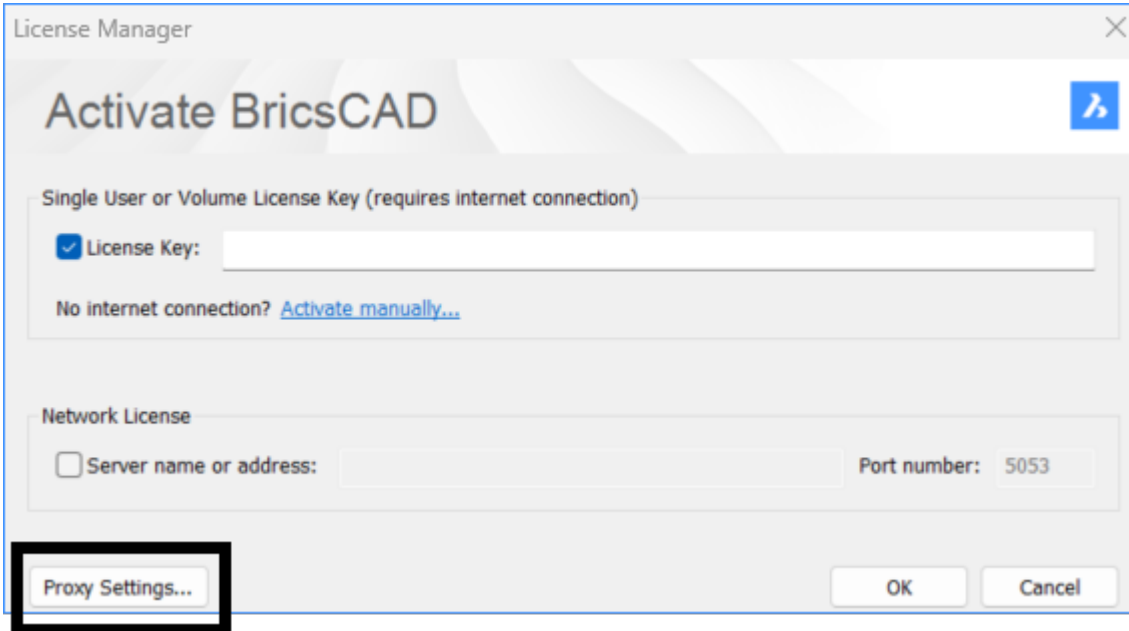 License Manager
Activate BricsCAD
Single User or Volume License Key (requires internet connection)
License Key:
No internet connection? Activate manually...
Network License
Server name or address: Port number: 5053
Proxy Settings... OK Cancel